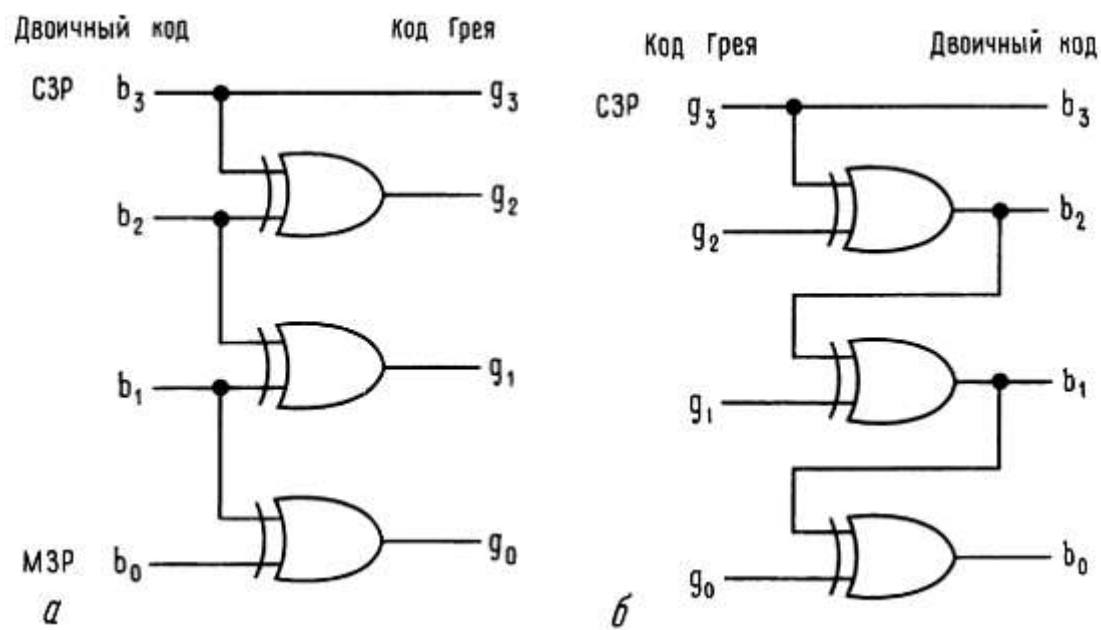 Двоичный код
Код Грея
СЗР b3
g3
g2
b2
b1
g1
МЗР b0
g0
а
Код Грея
Двоичный код
СЗР g3
b3
b2
g2
b1
g1
b0
g0
б